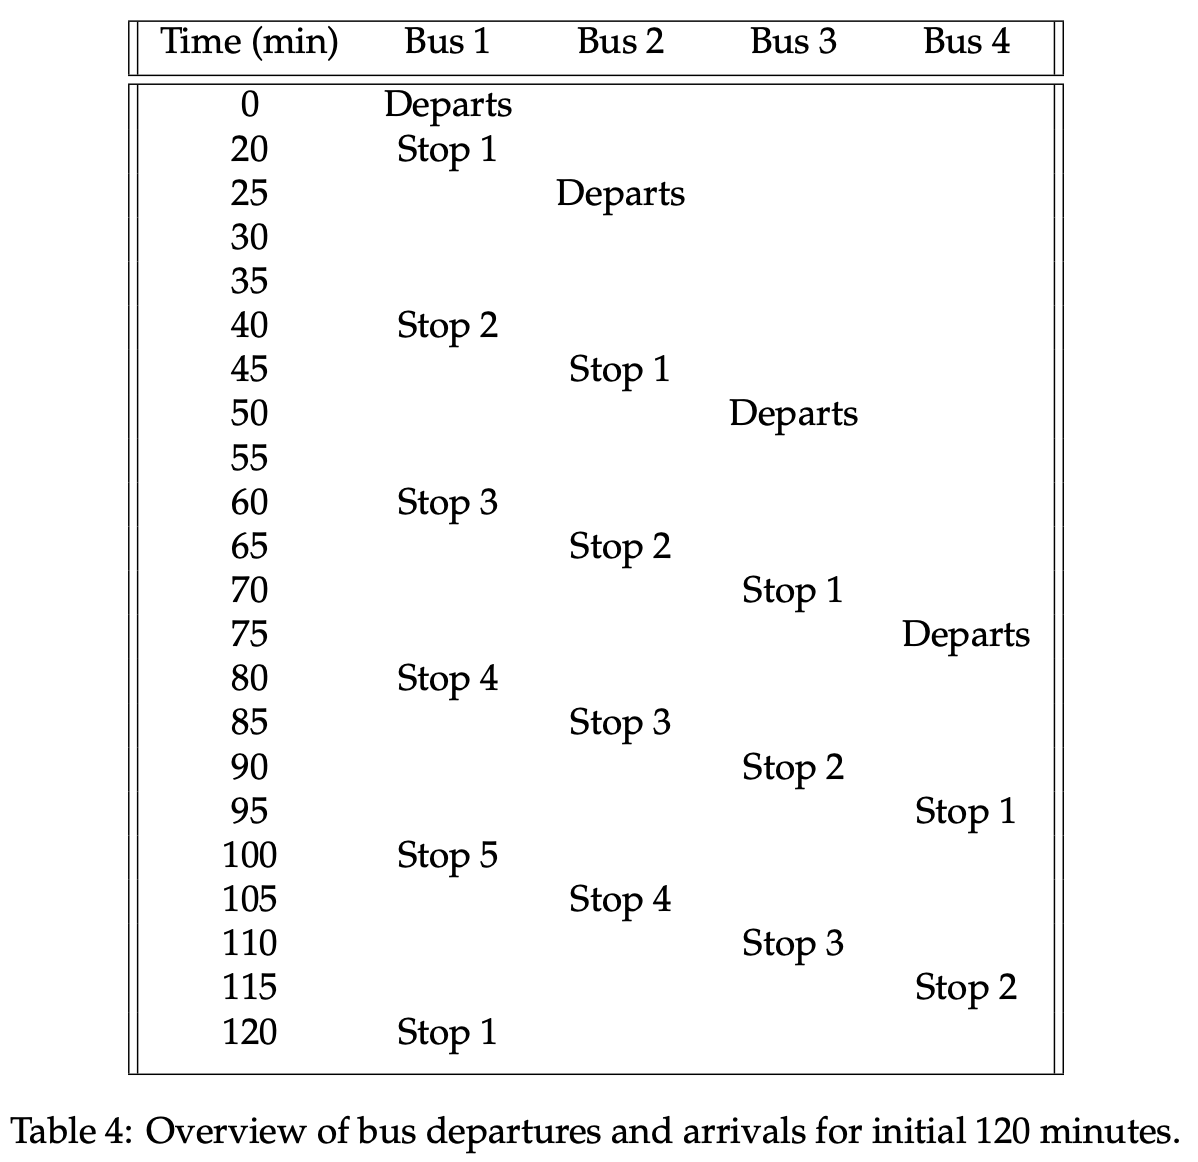 Time (min) Bus 1 Bus 2 Bus 3 Bus 4
0 Departs
20 Stop 1
25 Departs
30
35
40 Stop 2
45 Stop 1
50 Departs
55
60 Stop 3
65 Stop 2
70 Stop 1
75 Departs
80 Stop 4
85 Stop 3
90 Stop 2
95 Stop 1
100 Stop 5
105 Stop 4
110 Stop 3
115 Stop 2
120 Stop 1
Table 4: Overview of bus departures and arrivals for initial 120 minutes.